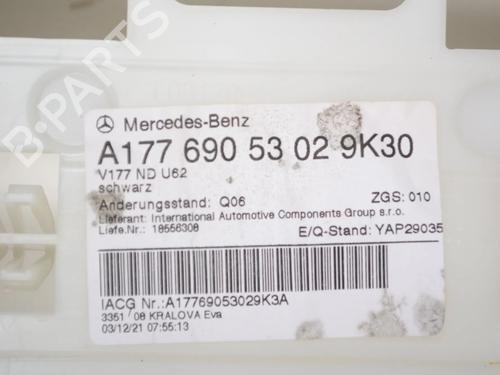 Mercedes-Benz
A177 690 53 02 9K30
V177 ND U62
schwarz
Änderungsstand: Q06 ZGS: 010
Lieferant: International Automotive Components Group s.r.o.
Liefe.Nr.: 18556308 E/Q-Stand: YAP29035
IACG Nr.:A17769053029K3A
3351 / 08 KRALOVA Eva
03/12/21 07:55:13
B-PARTS